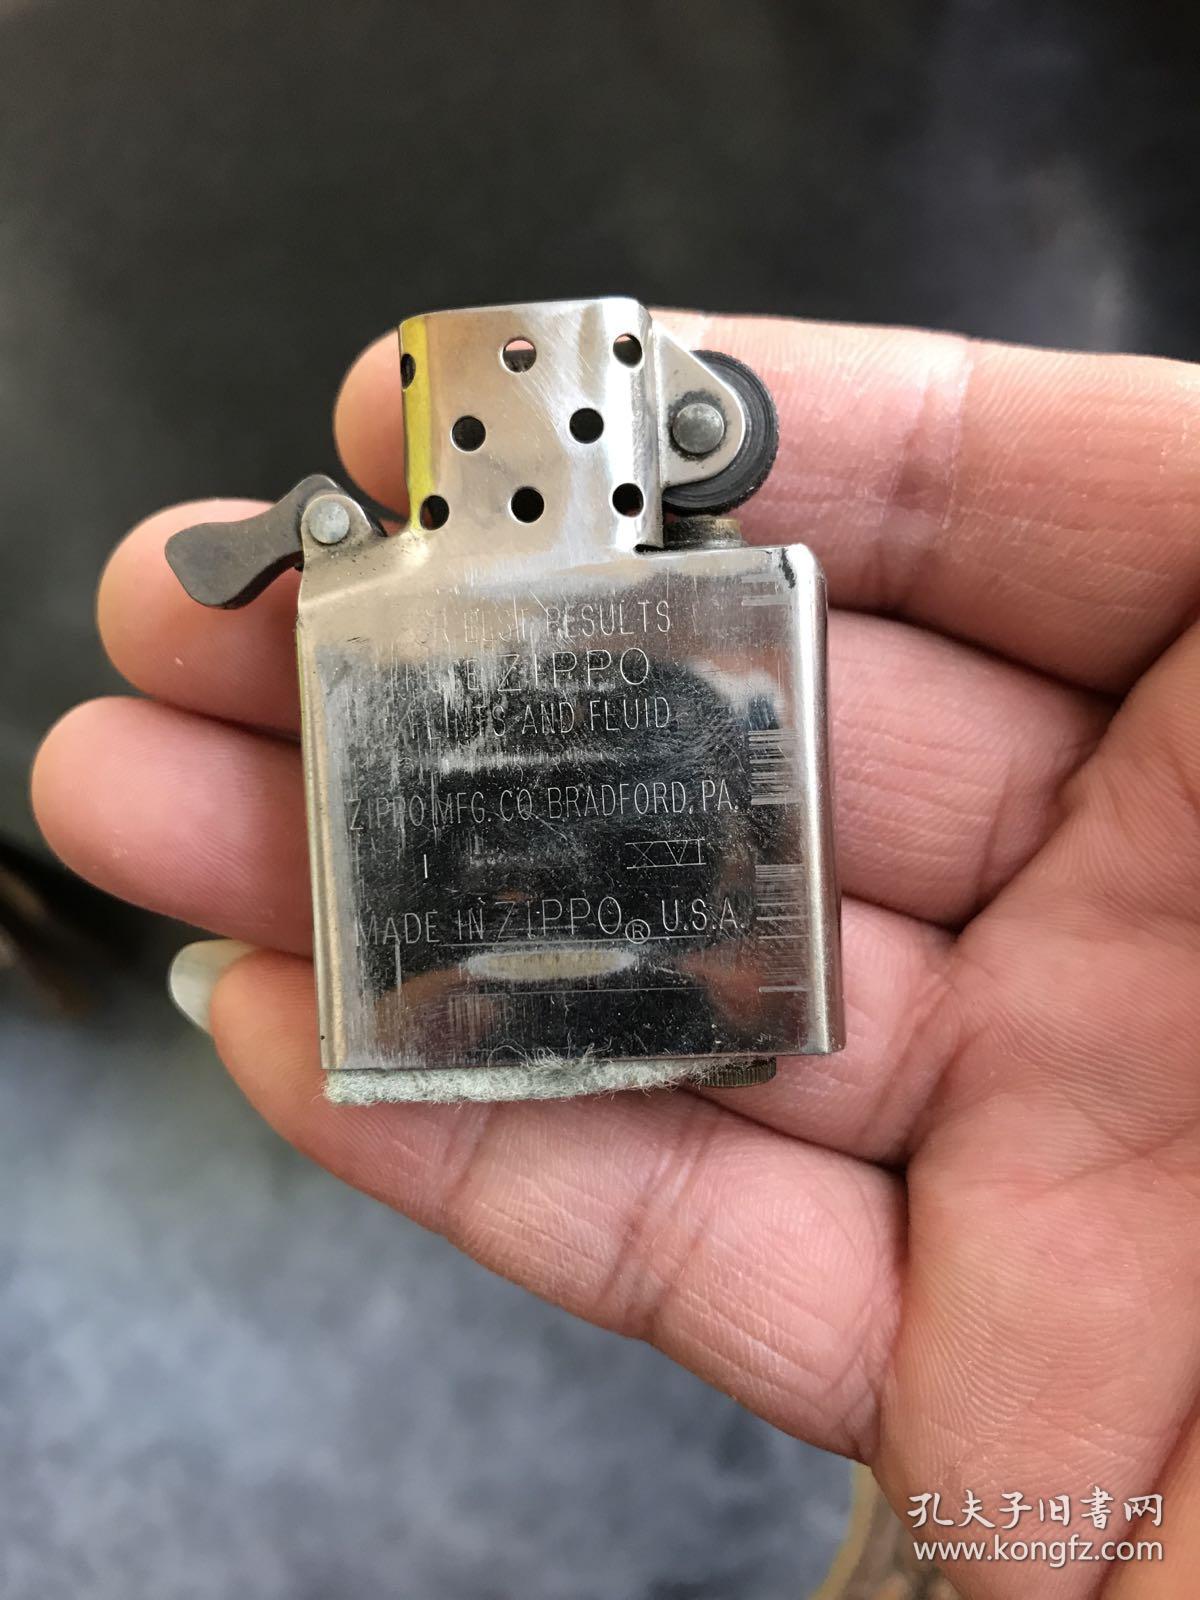 RESULTS
ZIPPO
FLINTS AND FLUID
ZIPPO MFG. CO. BRADFORD, PA.
I XVI
MADE IN ZIPPO® U.S.A.
孔夫子旧书网
www.kongfz.com